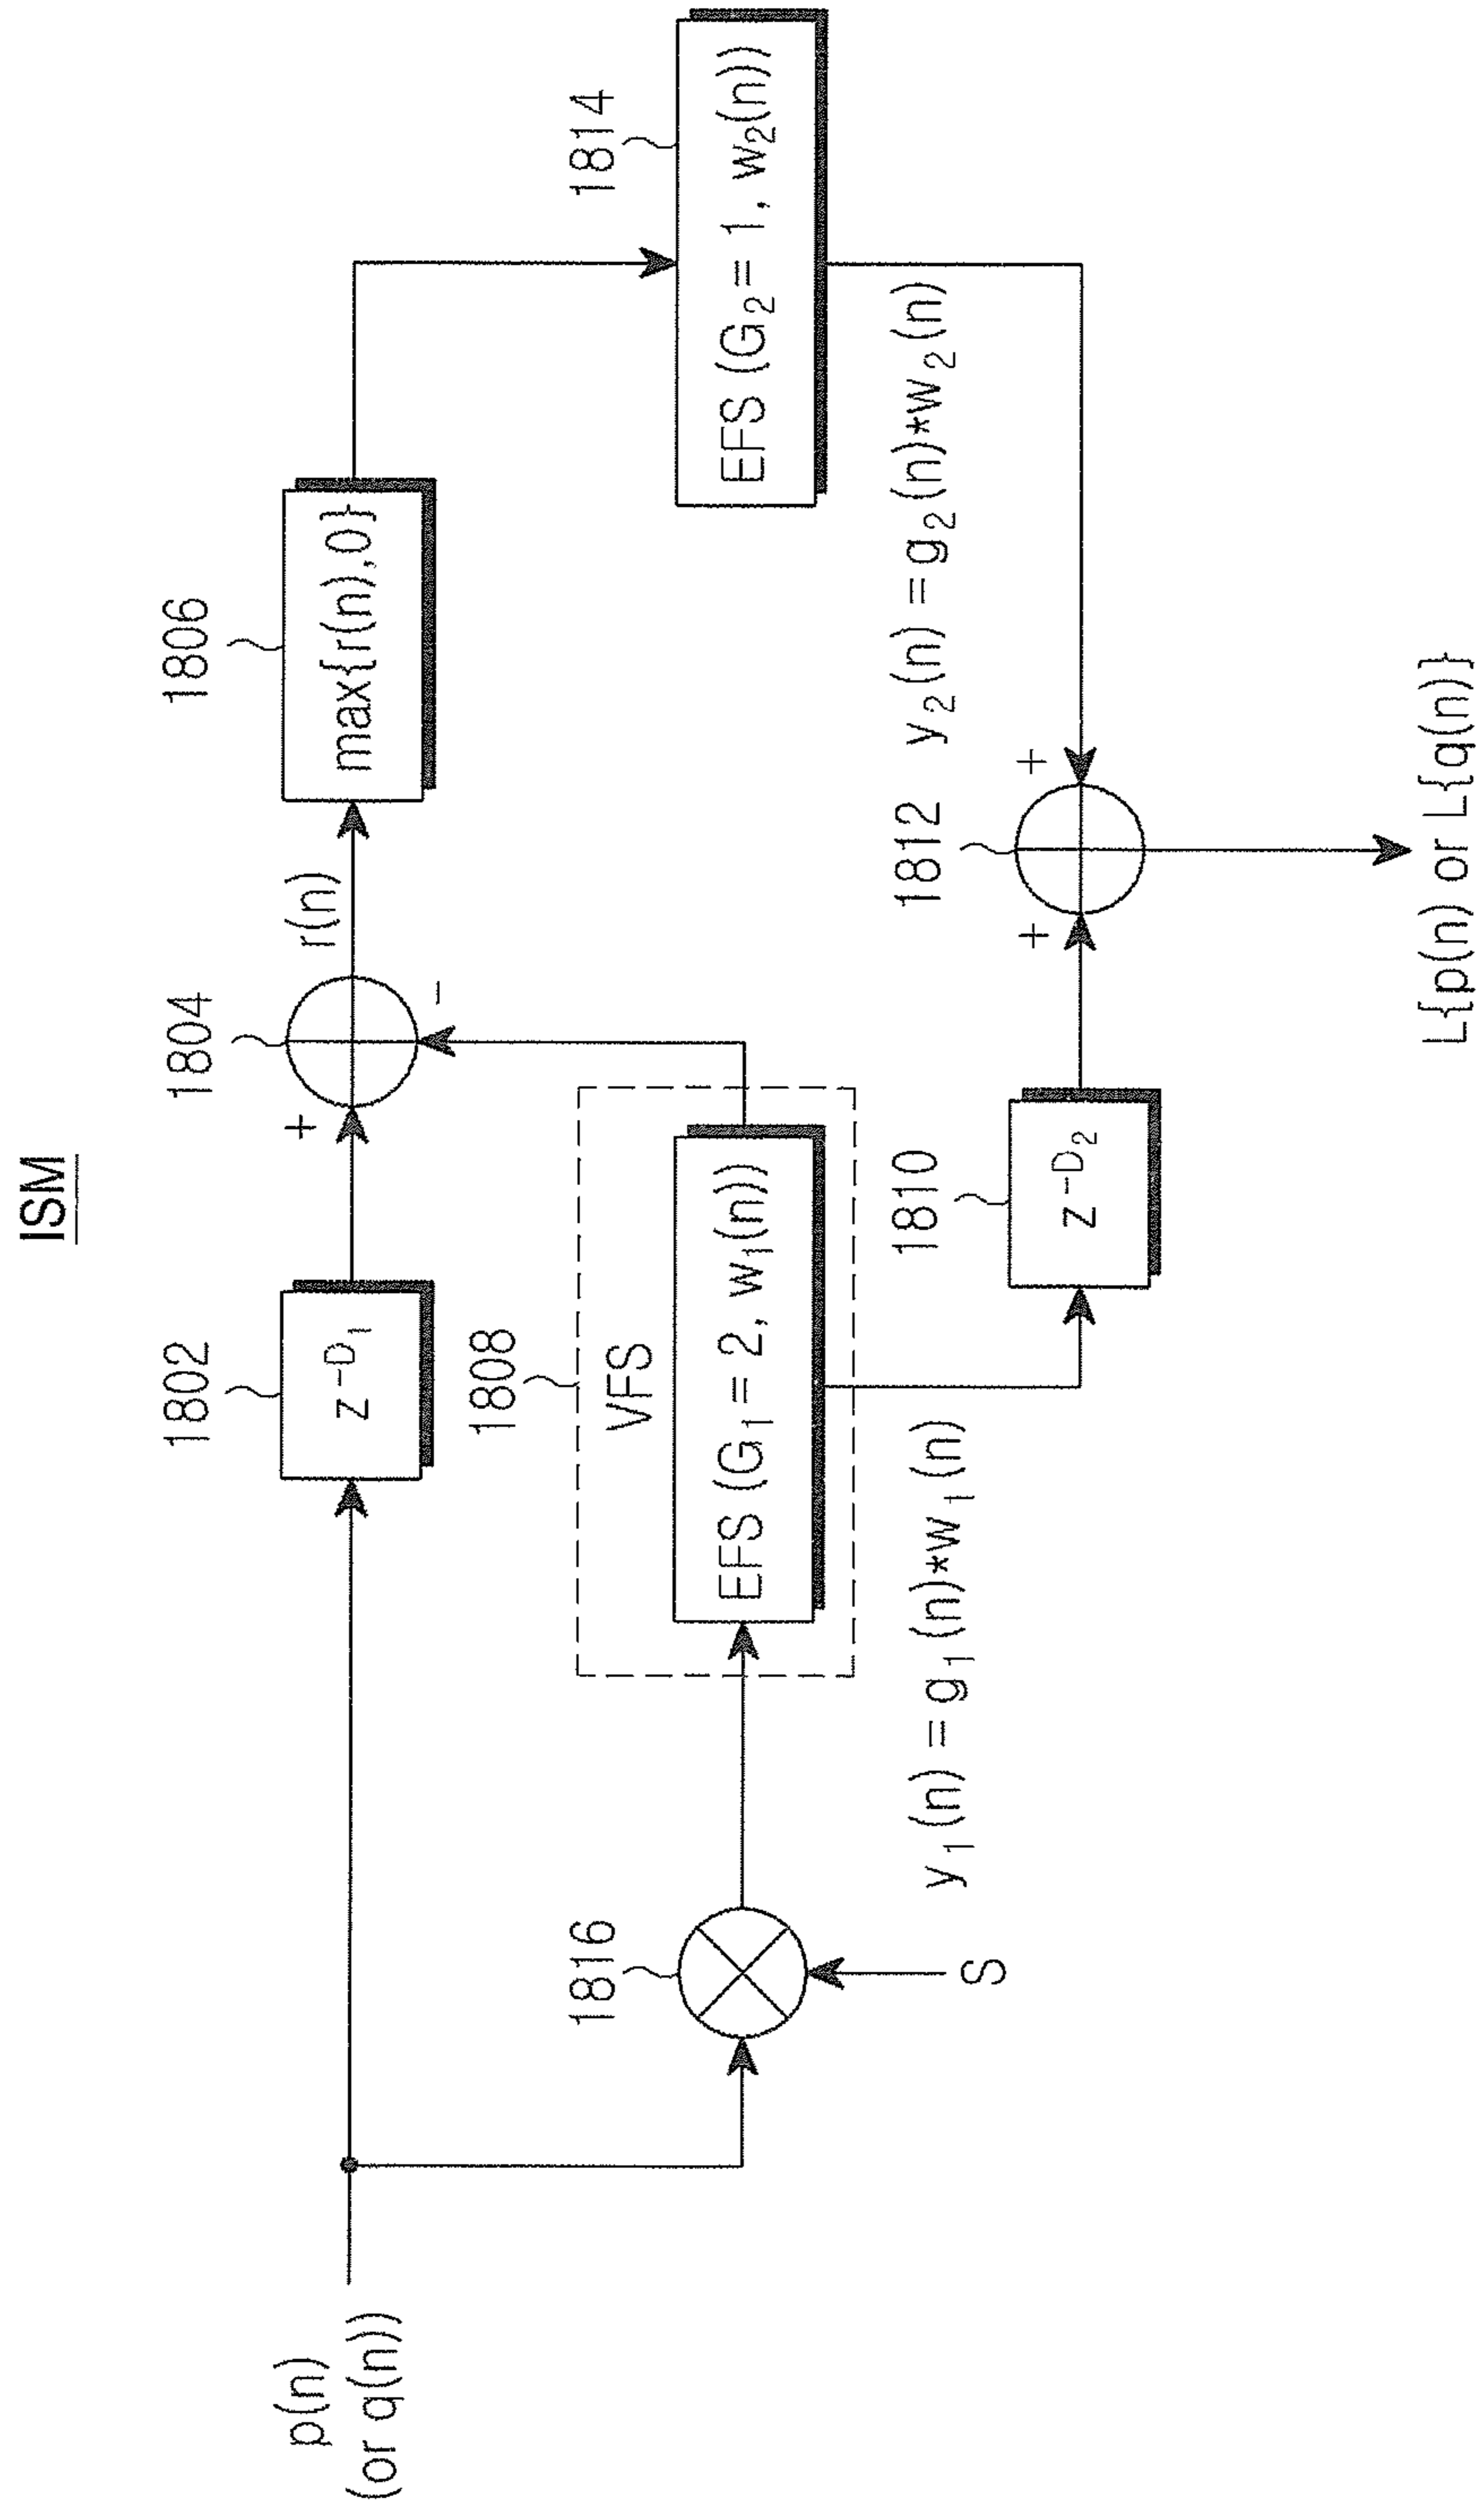 ISM
p(n)
(or q(n))
1802
z^-D₁
1804
+
-
r(n)
1806
max{r(n),0}
1816
S
1808
VFS
EFS (G₁ = 2, w₁(n))
y₁(n) = g₁(n)*w₁(n)
1814
EFS (G₂ = 1, w₂(n))
y₂(n) = g₂(n)*w₂(n)
1810
z^-D₂
1812
+
+
L{p(n) or L{q(n)}